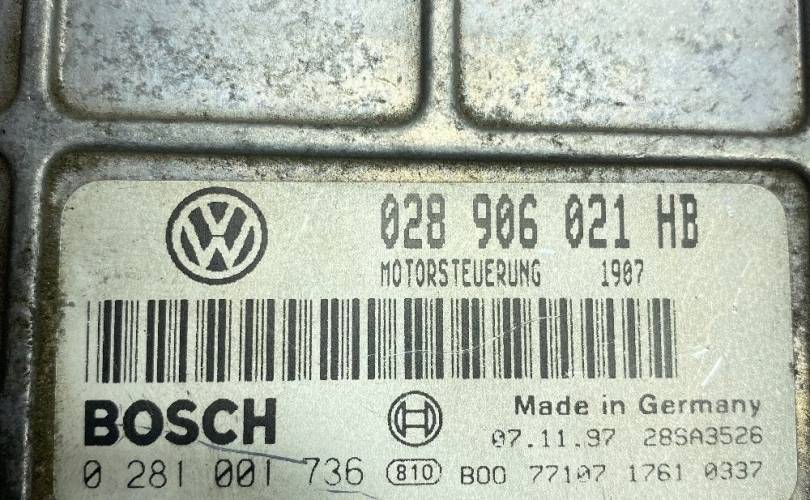 028 906 021 HB
MOTORSTEUERUNG 1907
BOSCH
Made in Germany
07.11.97 28SA3526
0 281 001 736 810 B00 77107 1761 0337